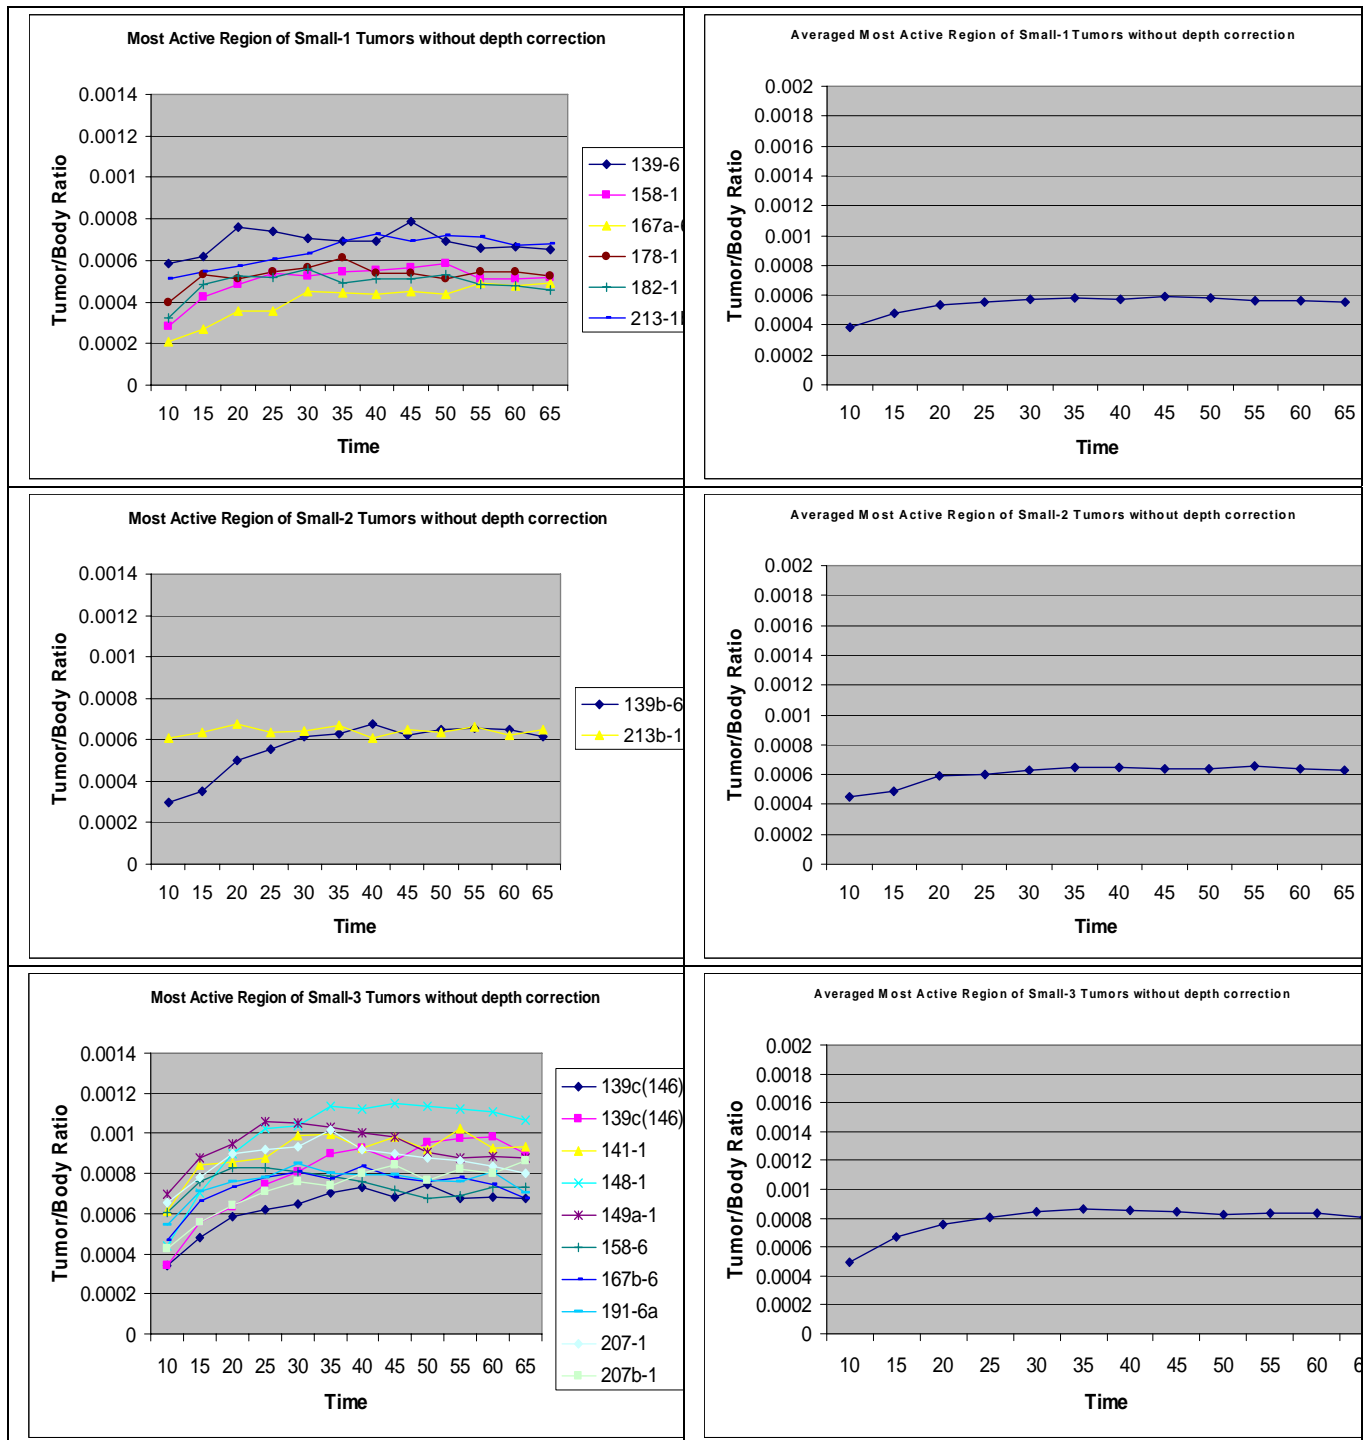 Most Active Region of Small-1 Tumors without depth correction
Tumor/Body Ratio
0.0014
0.0012
0.001
0.0008
0.0006
0.0004
0.0002
0
10 15 20 25 30 35 40 45 50 55 60 65
Time
139-6
158-1
167a-6
178-1
182-1
213-1
Averaged Most Active Region of Small-1 Tumors without depth correction
Tumor/Body Ratio
0.002
0.0018
0.0016
0.0014
0.0012
0.001
0.0008
0.0006
0.0004
0.0002
0
10 15 20 25 30 35 40 45 50 55 60 65
Time
Most Active Region of Small-2 Tumors without depth correction
Tumor/Body Ratio
0.0014
0.0012
0.001
0.0008
0.0006
0.0004
0.0002
0
10 15 20 25 30 35 40 45 50 55 60 65
Time
139b-6
213b-1
Averaged Most Active Region of Small-2 Tumors without depth correction
Tumor/Body Ratio
0.002
0.0018
0.0016
0.0014
0.0012
0.001
0.0008
0.0006
0.0004
0.0002
0
10 15 20 25 30 35 40 45 50 55 60 65
Time
Most Active Region of Small-3 Tumors without depth correction
Tumor/Body Ratio
0.0014
0.0012
0.001
0.0008
0.0006
0.0004
0.0002
0
10 15 20 25 30 35 40 45 50 55 60 65
Time
139c(146)
139c(146)
141-1
148-1
149a-1
158-6
167b-6
191-6a
207-1
207b-1
Averaged Most Active Region of Small-3 Tumors without depth correction
Tumor/Body Ratio
0.002
0.0018
0.0016
0.0014
0.0012
0.001
0.0008
0.0006
0.0004
0.0002
0
10 15 20 25 30 35 40 45 50 55 60
Time